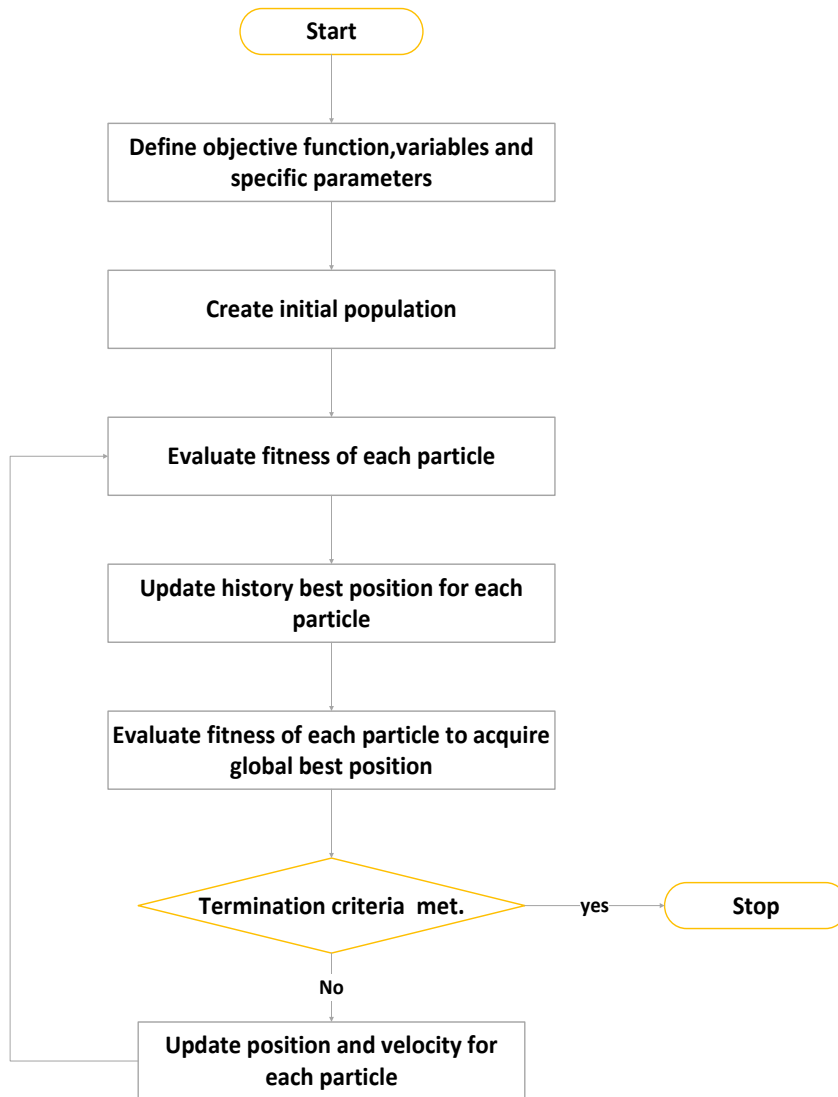 Start
Define objective function,variables and
specific parameters
Create initial population
Evaluate fitness of each particle
Update history best position for each
particle
Evaluate fitness of each particle to acquire
global best position
Termination criteria  met.
yes
Stop
No
Update position and velocity for
each particle